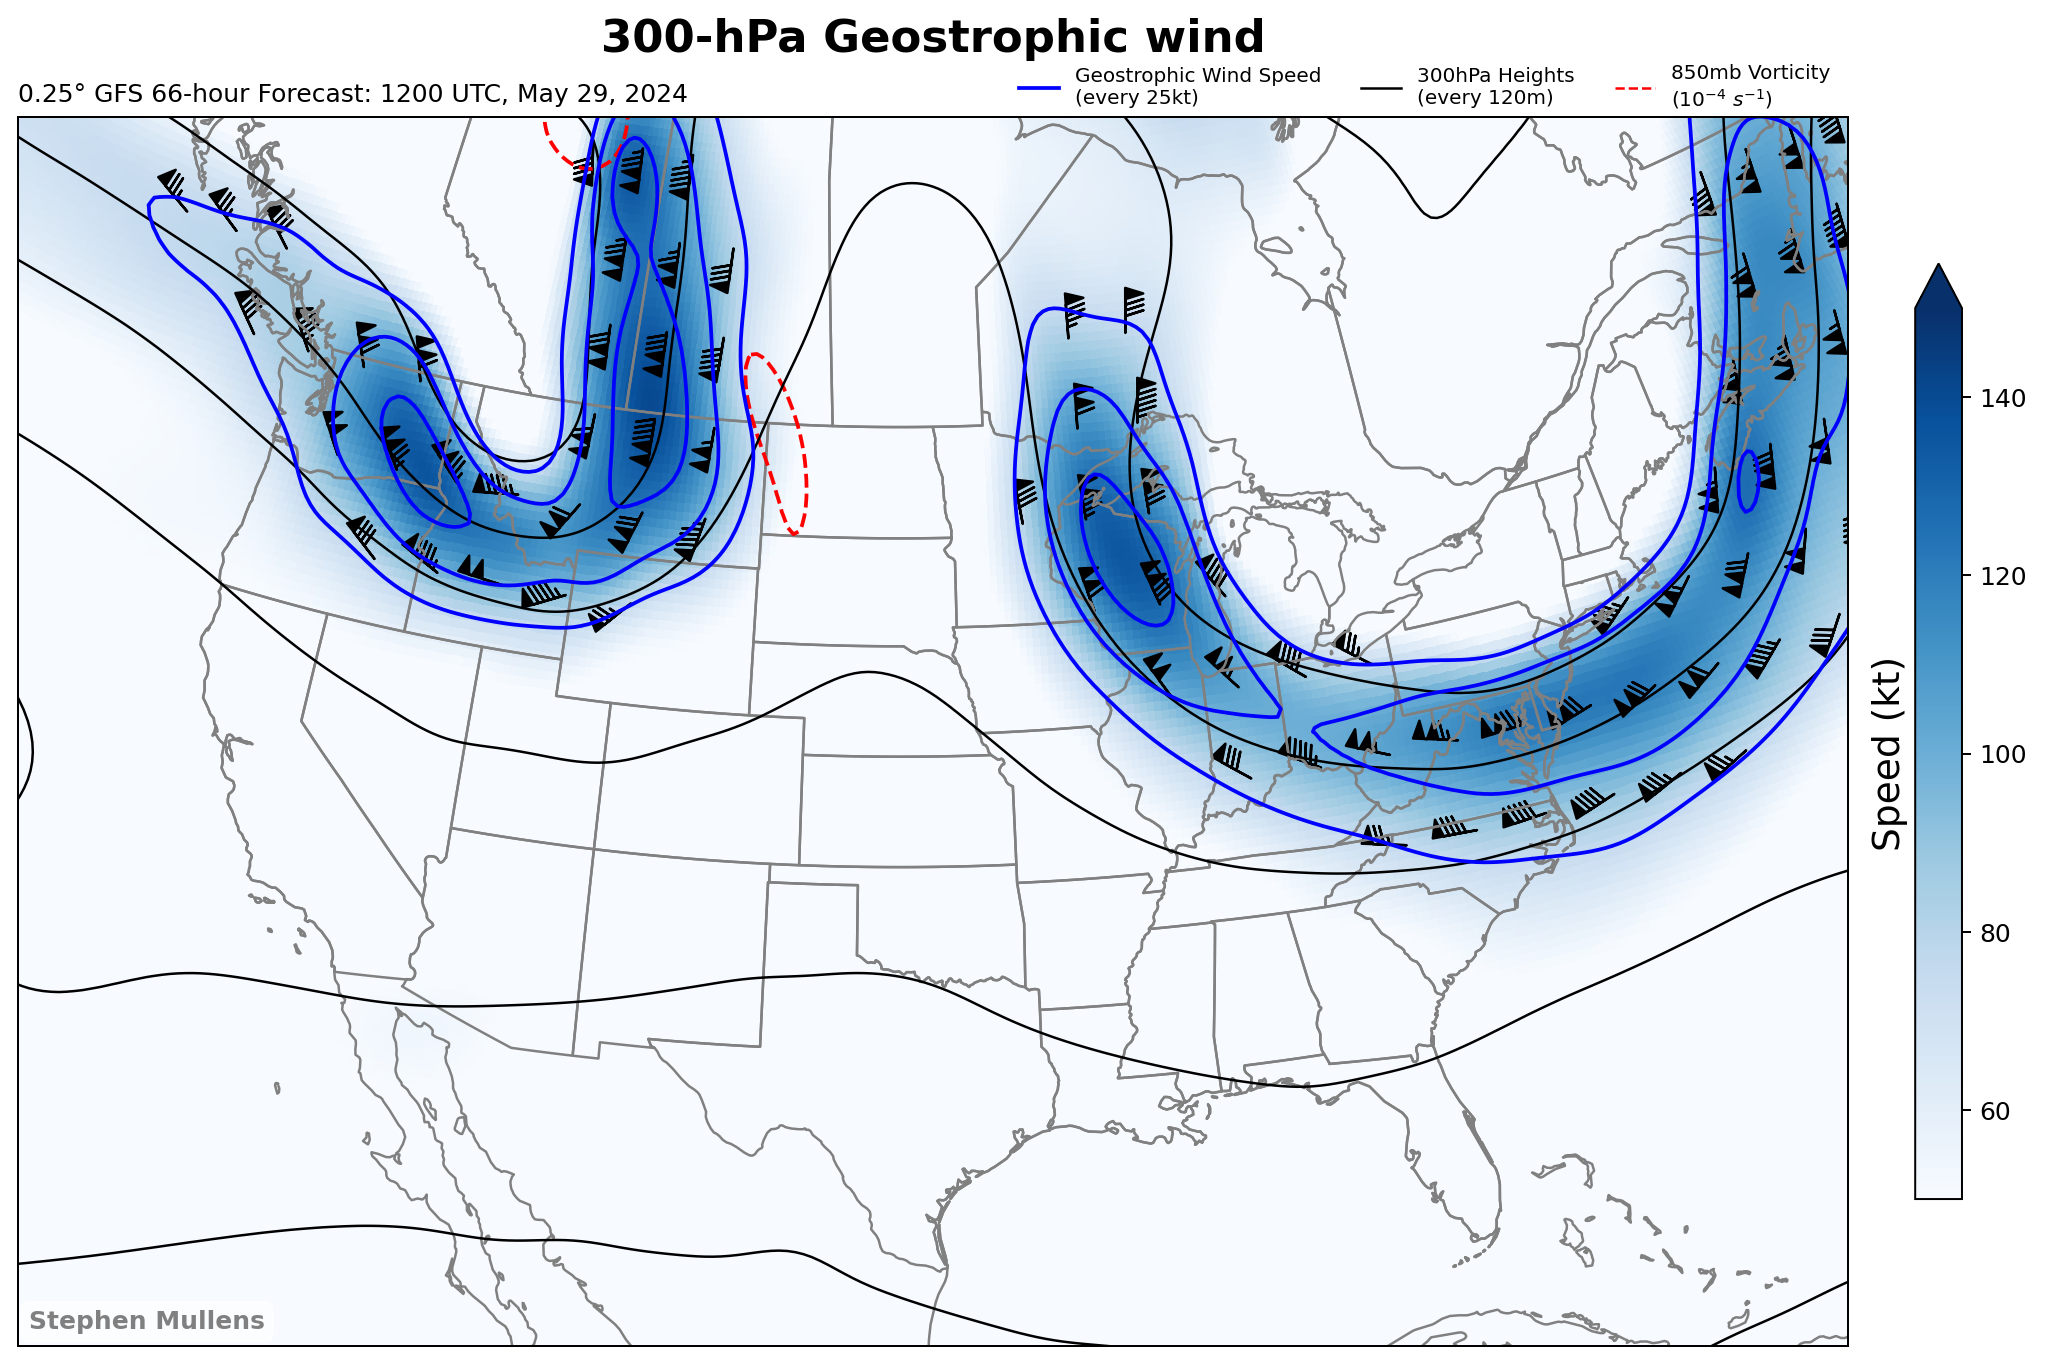 300-hPa Geostrophic wind
0.25° GFS 66-hour Forecast: 1200 UTC, May 29, 2024
Geostrophic Wind Speed
(every 25kt)
300hPa Heights
(every 120m)
850mb Vorticity
(10⁻⁴ s⁻¹)
140
120
100
80
60
Speed (kt)
Stephen Mullens